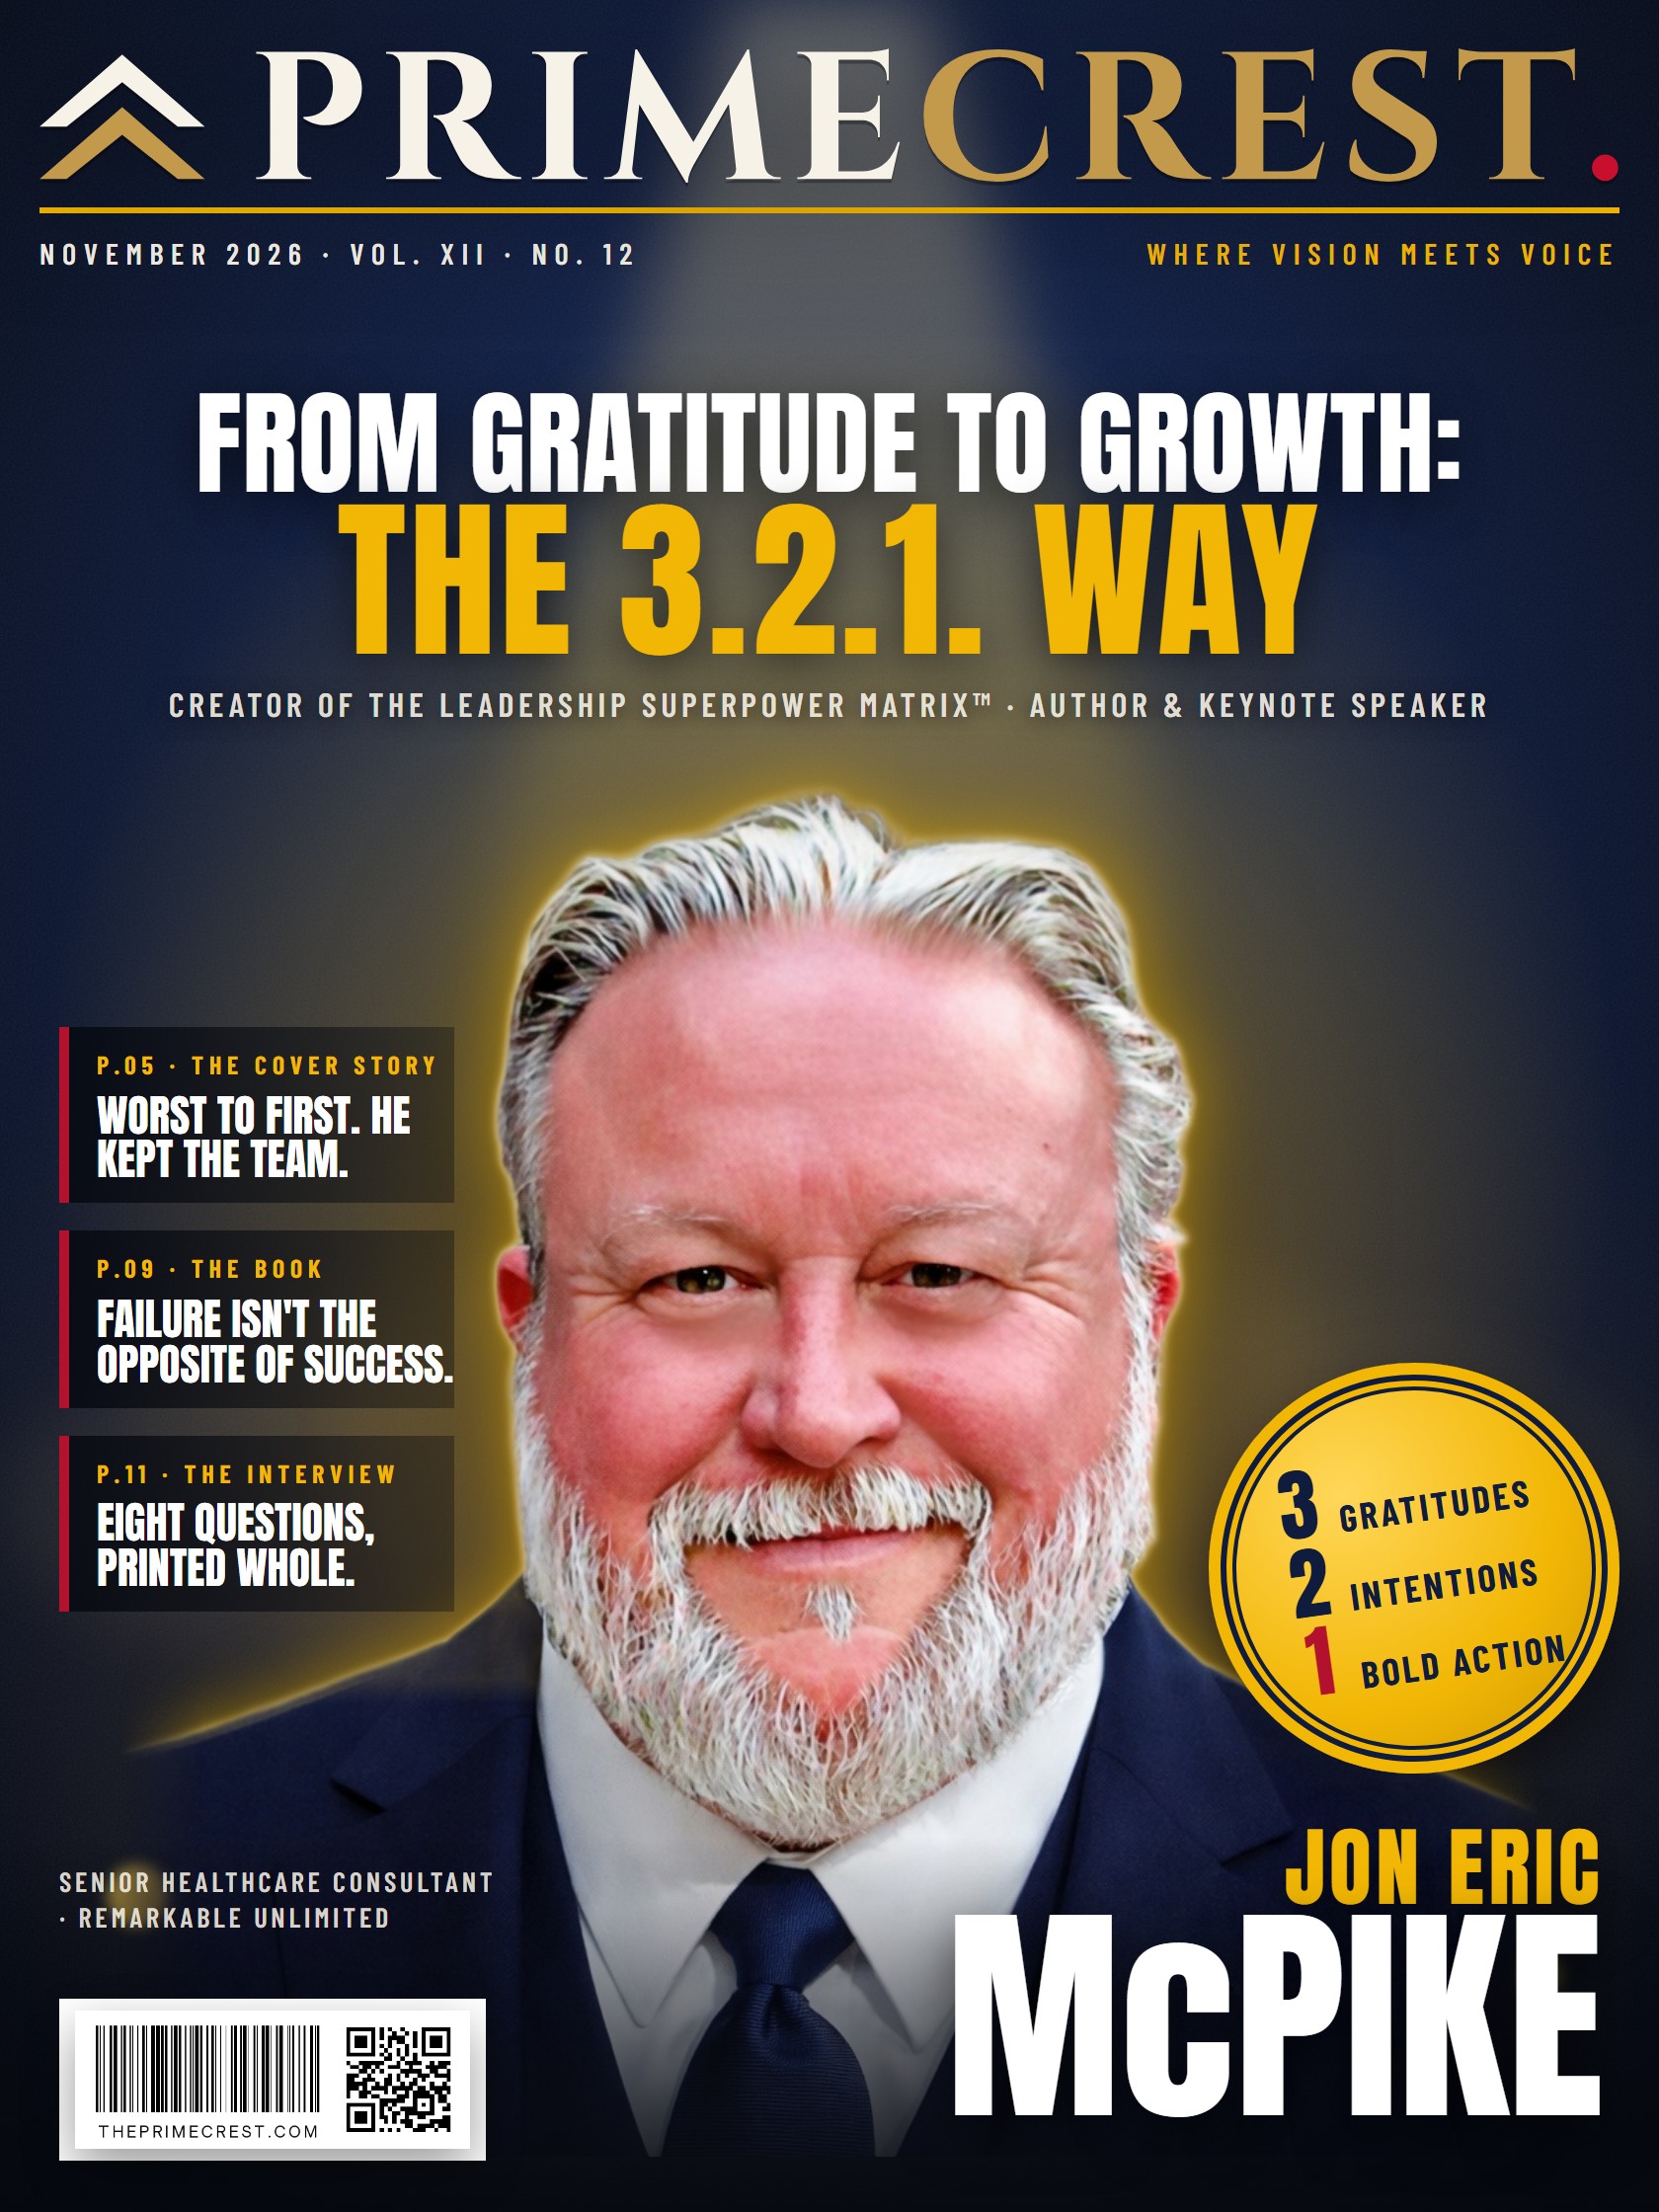 PRIMECREST.
NOVEMBER 2026 · VOL. XII · NO. 12
WHERE VISION MEETS VOICE
FROM GRATITUDE TO GROWTH:
THE 3.2.1. WAY
CREATOR OF THE LEADERSHIP SUPERPOWER MATRIX™ · AUTHOR & KEYNOTE SPEAKER
P.05 · THE COVER STORY
WORST TO FIRST. HE
KEPT THE TEAM.
P.09 · THE BOOK
FAILURE ISN'T THE
OPPOSITE OF SUCCESS.
P.11 · THE INTERVIEW
EIGHT QUESTIONS,
PRINTED WHOLE.
3 GRATITUDES
2 INTENTIONS
1 BOLD ACTION
SENIOR HEALTHCARE CONSULTANT
· REMARKABLE UNLIMITED
JON ERIC
McPIKE
THEPRIMECREST.COM